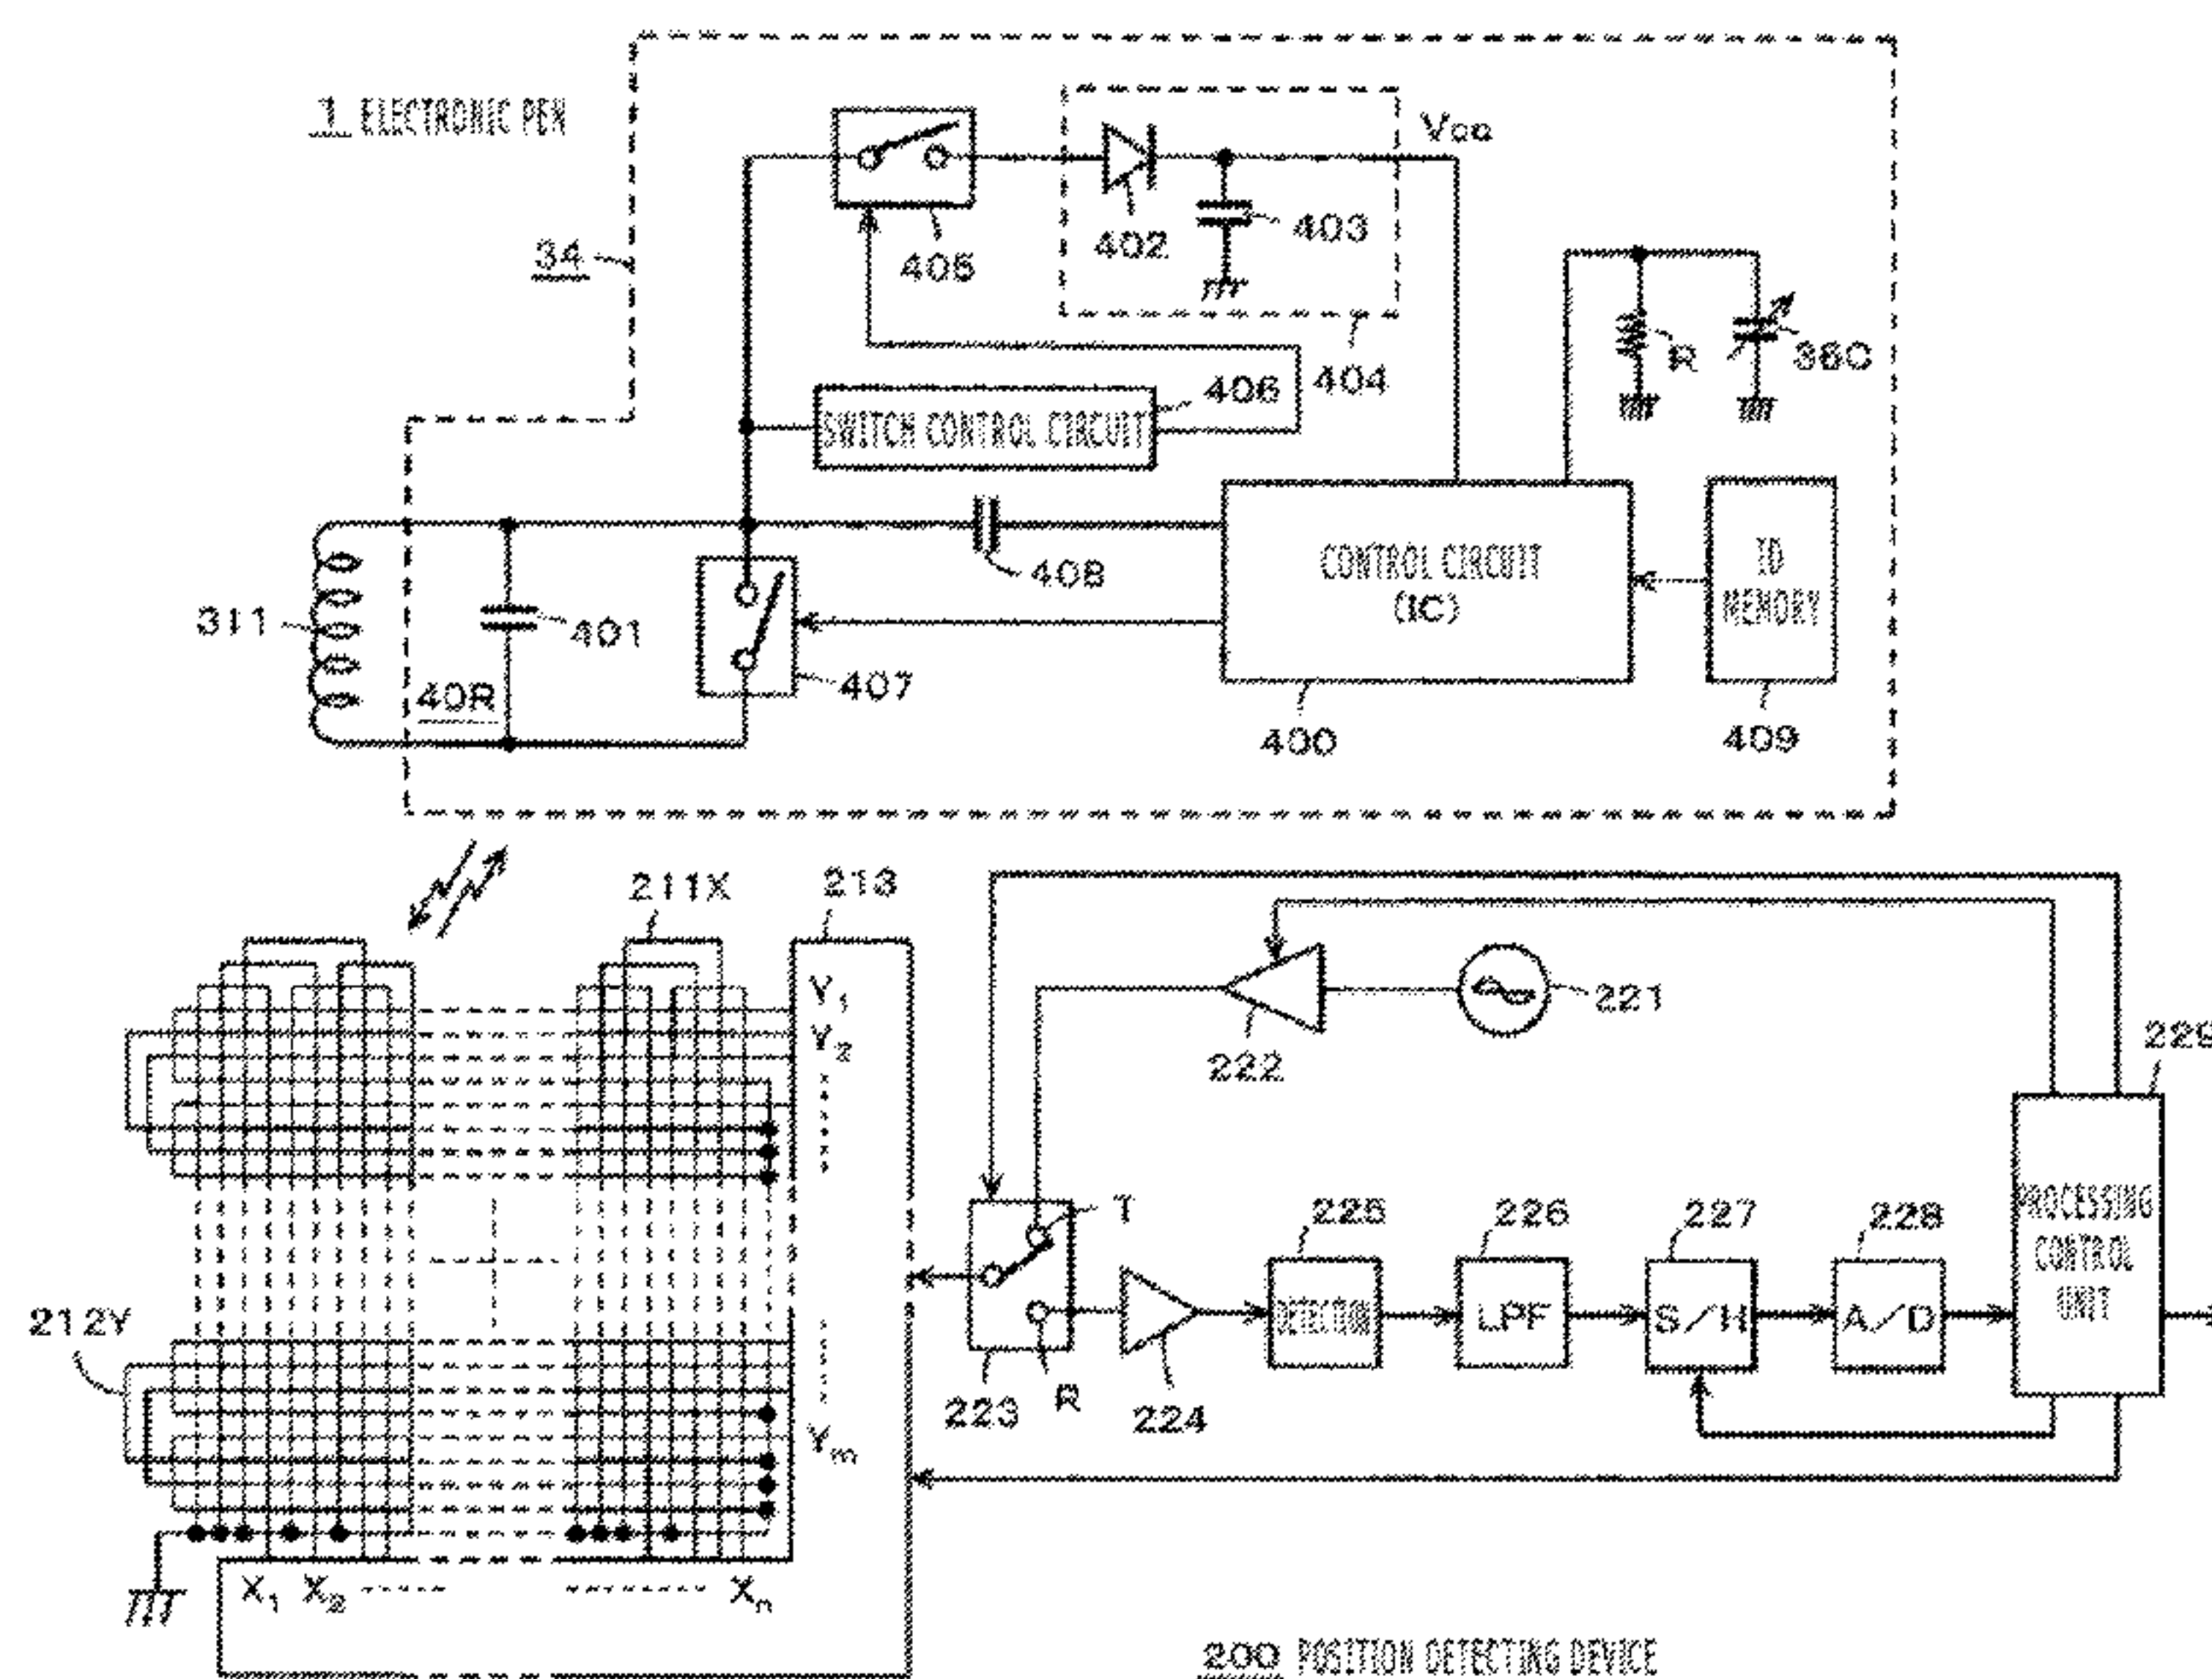 1 ELECTRONIC PEN
Vcc
403
402
405
34
R
36C
404
406
SWITCH CONTROL CIRCUIT
408
CONTROL CIRCUIT
(IC)
ID
MEMORY
311
401
40R
407
400
409
211X
213
Y1
221
Y2
222
229
T
225
226
227
228
PROCESSING
CONTROL
UNIT
212Y
DETECTION
LPF
S/H
A/D
223
R
224
Ym
X1 X2
Xn
200 POSITION DETECTING DEVICE